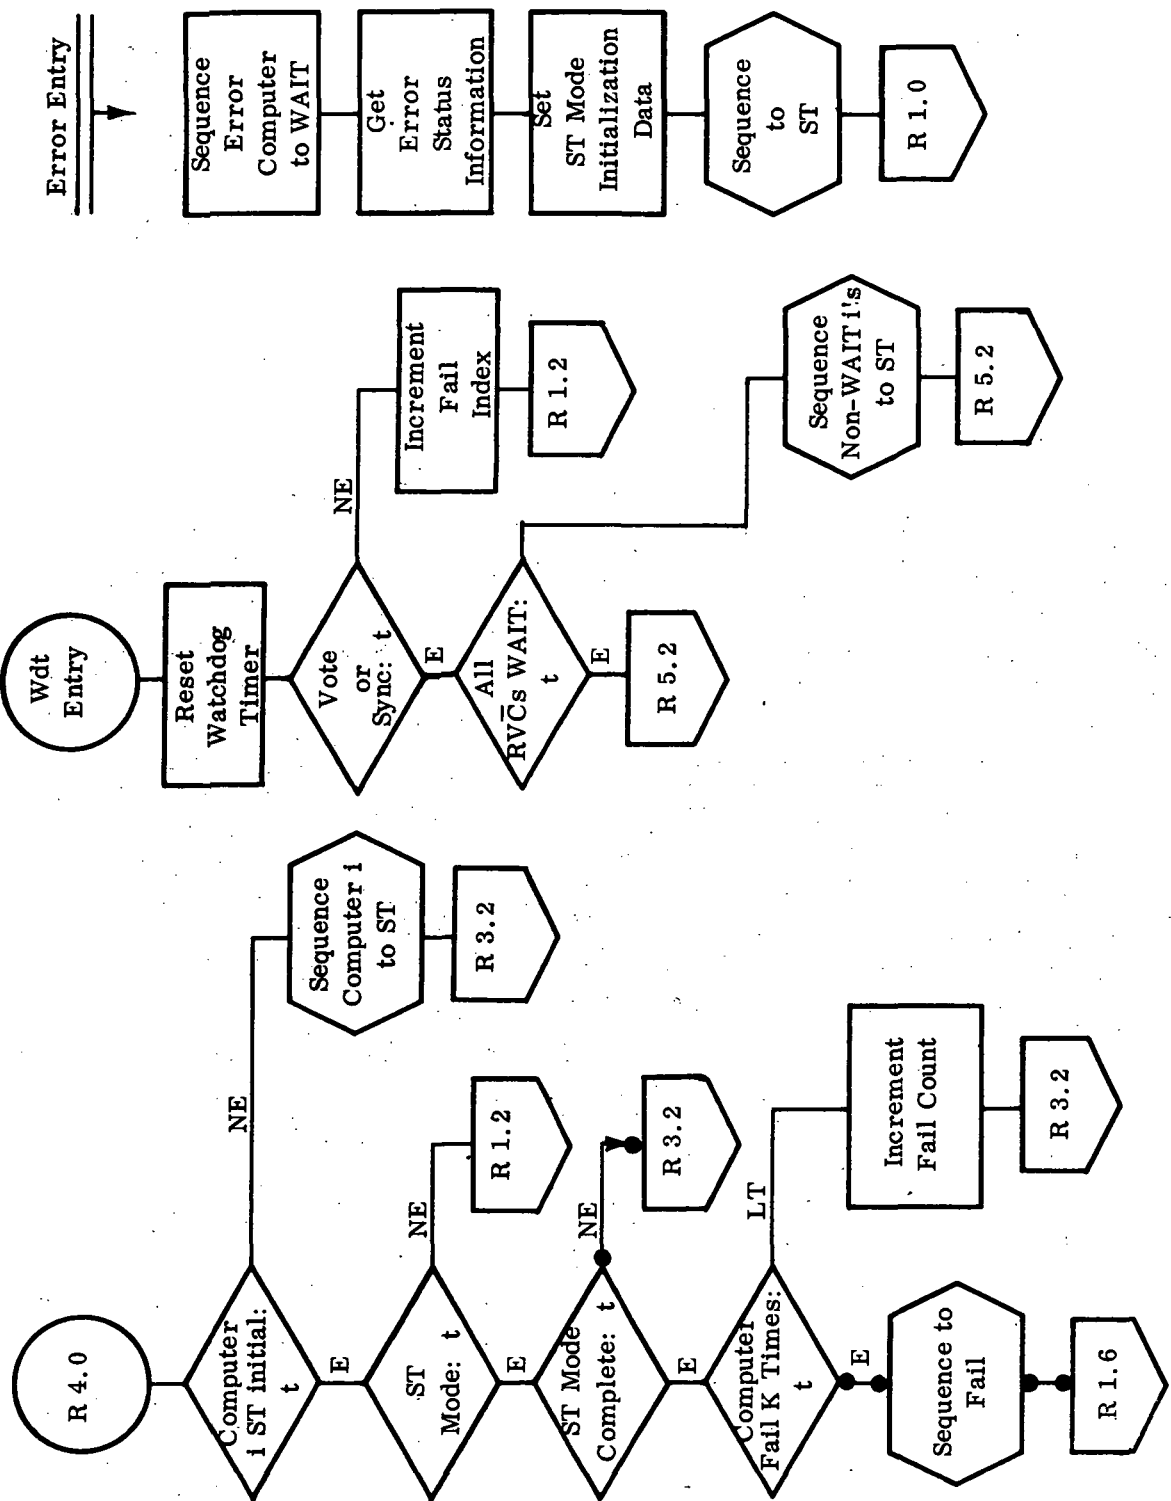 Error Entry
Sequence
Error
Computer
to WAIT
Get
Error
Status
Information
Set
ST Mode
Initialization
Data
Sequence
to
ST
R 1.0
Wdt
Entry
Reset
Watchdog
Timer
Vote
or
Sync: t
NE
Increment
Fail
Index
R 1.2
E
All
RVC̅s WAIT:
t
Sequence
Non-WAIT i's
to ST
R 5.2
E
R 5.2
R 4.0
Computer
i ST initial:
t
NE
Sequence
Computer i
to ST
R 3.2
E
ST
Mode: t
NE
R 1.2
E
ST Mode
Complete: t
NE
R 3.2
E
Computer
Fail K Times:
t
LT
Increment
Fail Count
R 3.2
E
Sequence to
Fail
R 1.6